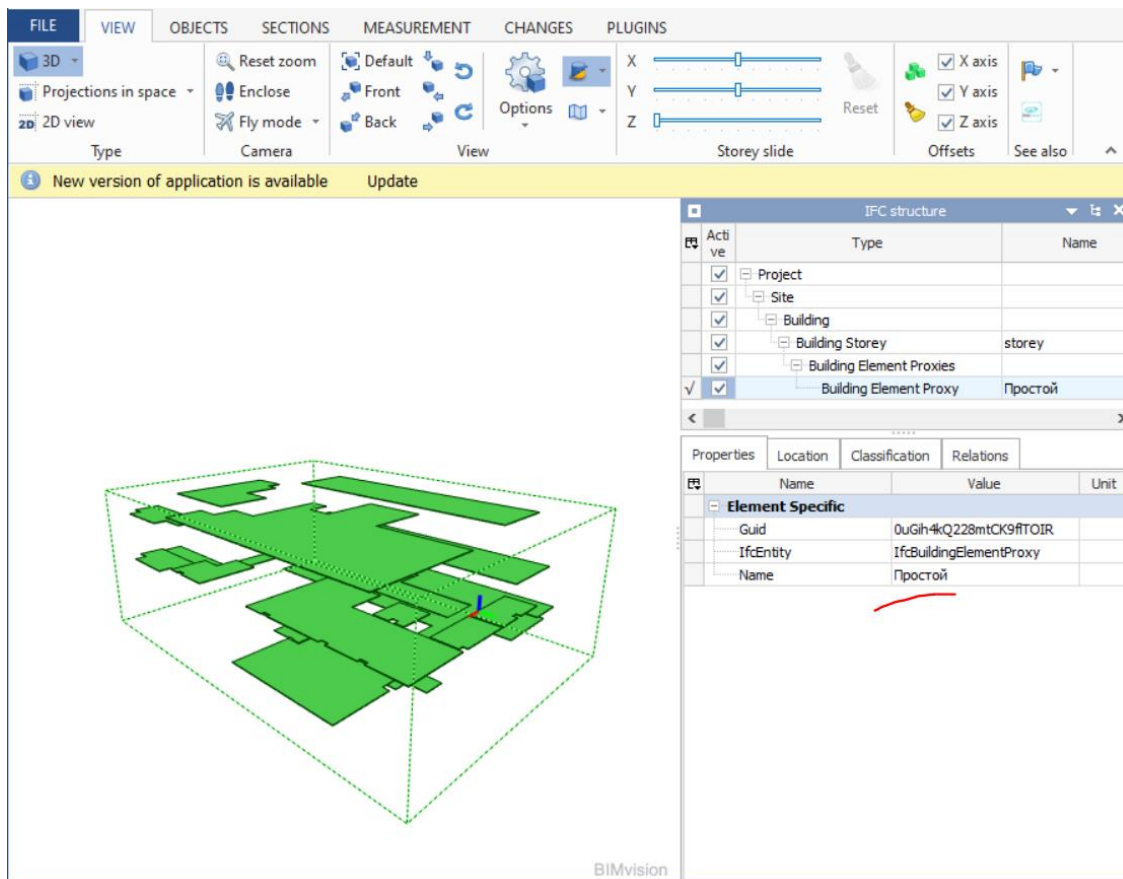 FILE VIEW OBJECTS SECTIONS MEASUREMENT CHANGES PLUGINS
3D
Projections in space
2D 2D view
Type
Reset zoom
Enclose
Fly mode
Camera
Default
Front
Back
Options
View
X
Y
Z
Reset
Storey slide
X axis
Y axis
Z axis
Offsets
See also
New version of application is available Update
IFC structure
Acti
ve
Type Name
Project
Site
Building
Building Storey storey
Building Element Proxies
Building Element Proxy Простой
Properties Location Classification Relations
Name Value Unit
Element Specific
Guid
IfcEntity IfcBuildingElementProxy
Name Простой
BIMvision